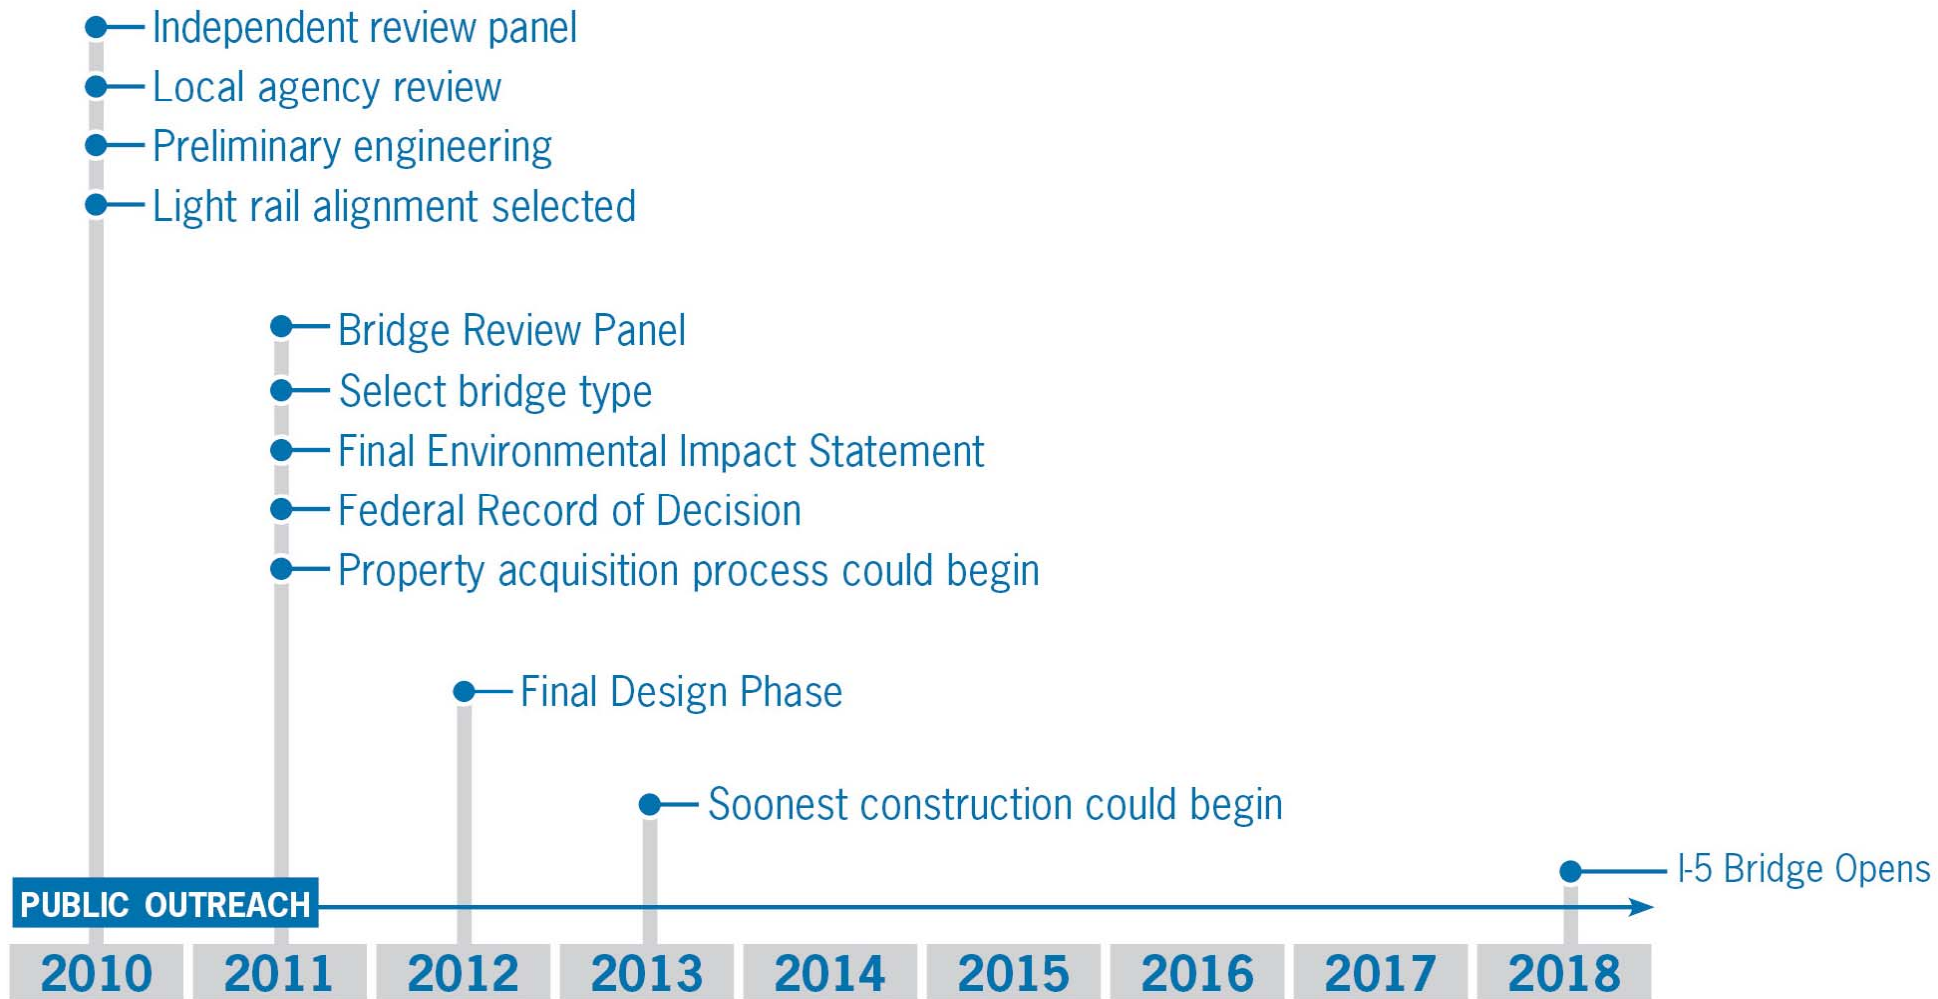 Independent review panel
Local agency review
Preliminary engineering
Light rail alignment selected
Bridge Review Panel
Select bridge type
Final Environmental Impact Statement
Federal Record of Decision
Property acquisition process could begin
Final Design Phase
Soonest construction could begin
I-5 Bridge Opens
PUBLIC OUTREACH
2010 2011 2012 2013 2014 2015 2016 2017 2018